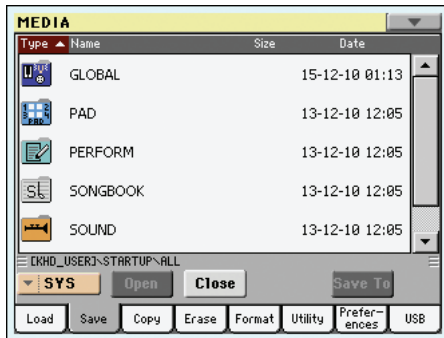 MEDIA
Type Name Size Date
GLOBAL 15-12-10 01:13
PAD 13-12-10 12:05
PERFORM 13-12-10 12:05
SONGBOOK 13-12-10 12:05
SOUND 13-12-10 12:05
[KHD_USER]\STARTUP\ALL
SYS Open Close Save To
Load Save Copy Erase Format Utility Prefer-ences USB